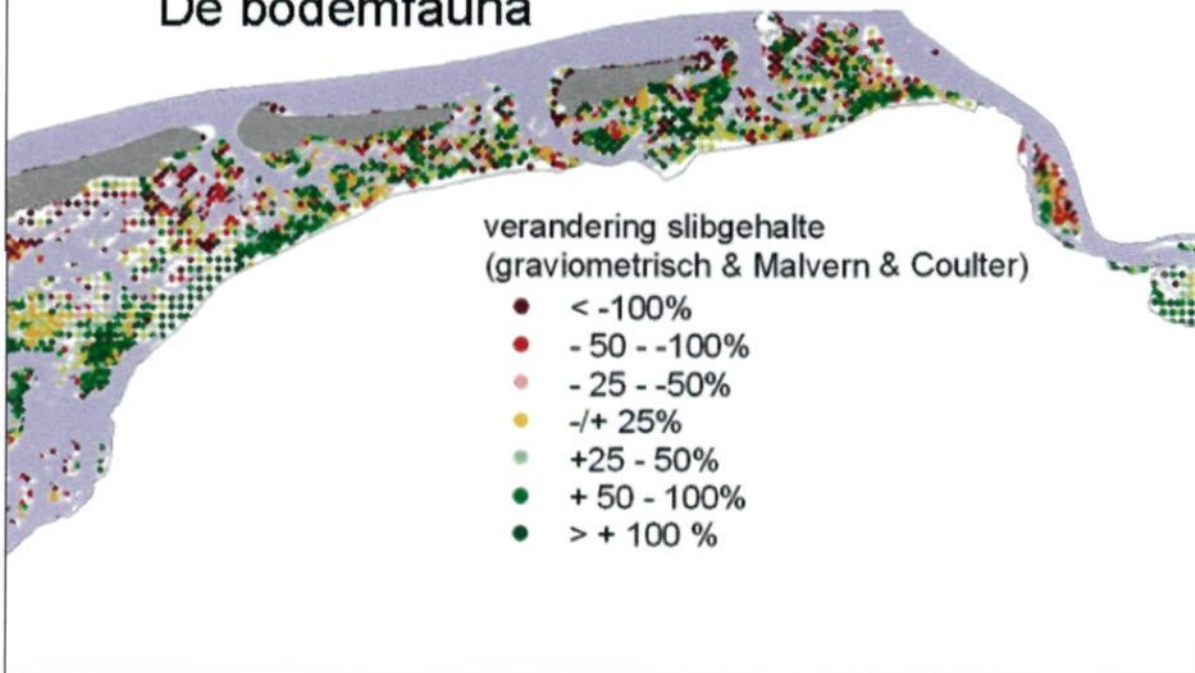 De bodemfauna
verandering slibgehalte
(graviometrisch & Malvern & Coulter)
< -100%
- 50 - -100%
- 25 - -50%
-/+ 25%
+25 - 50%
+ 50 - 100%
> + 100 %